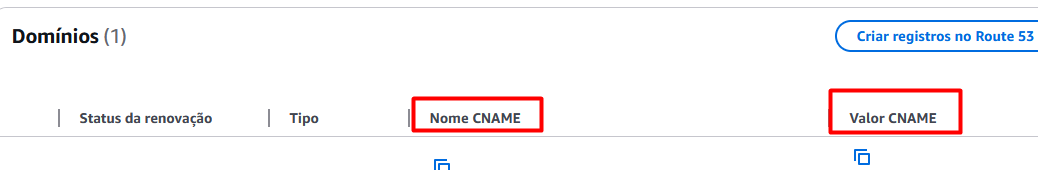 Domínios (1)
Criar registros no Route 53
Status da renovação
Tipo
Nome CNAME
Valor CNAME